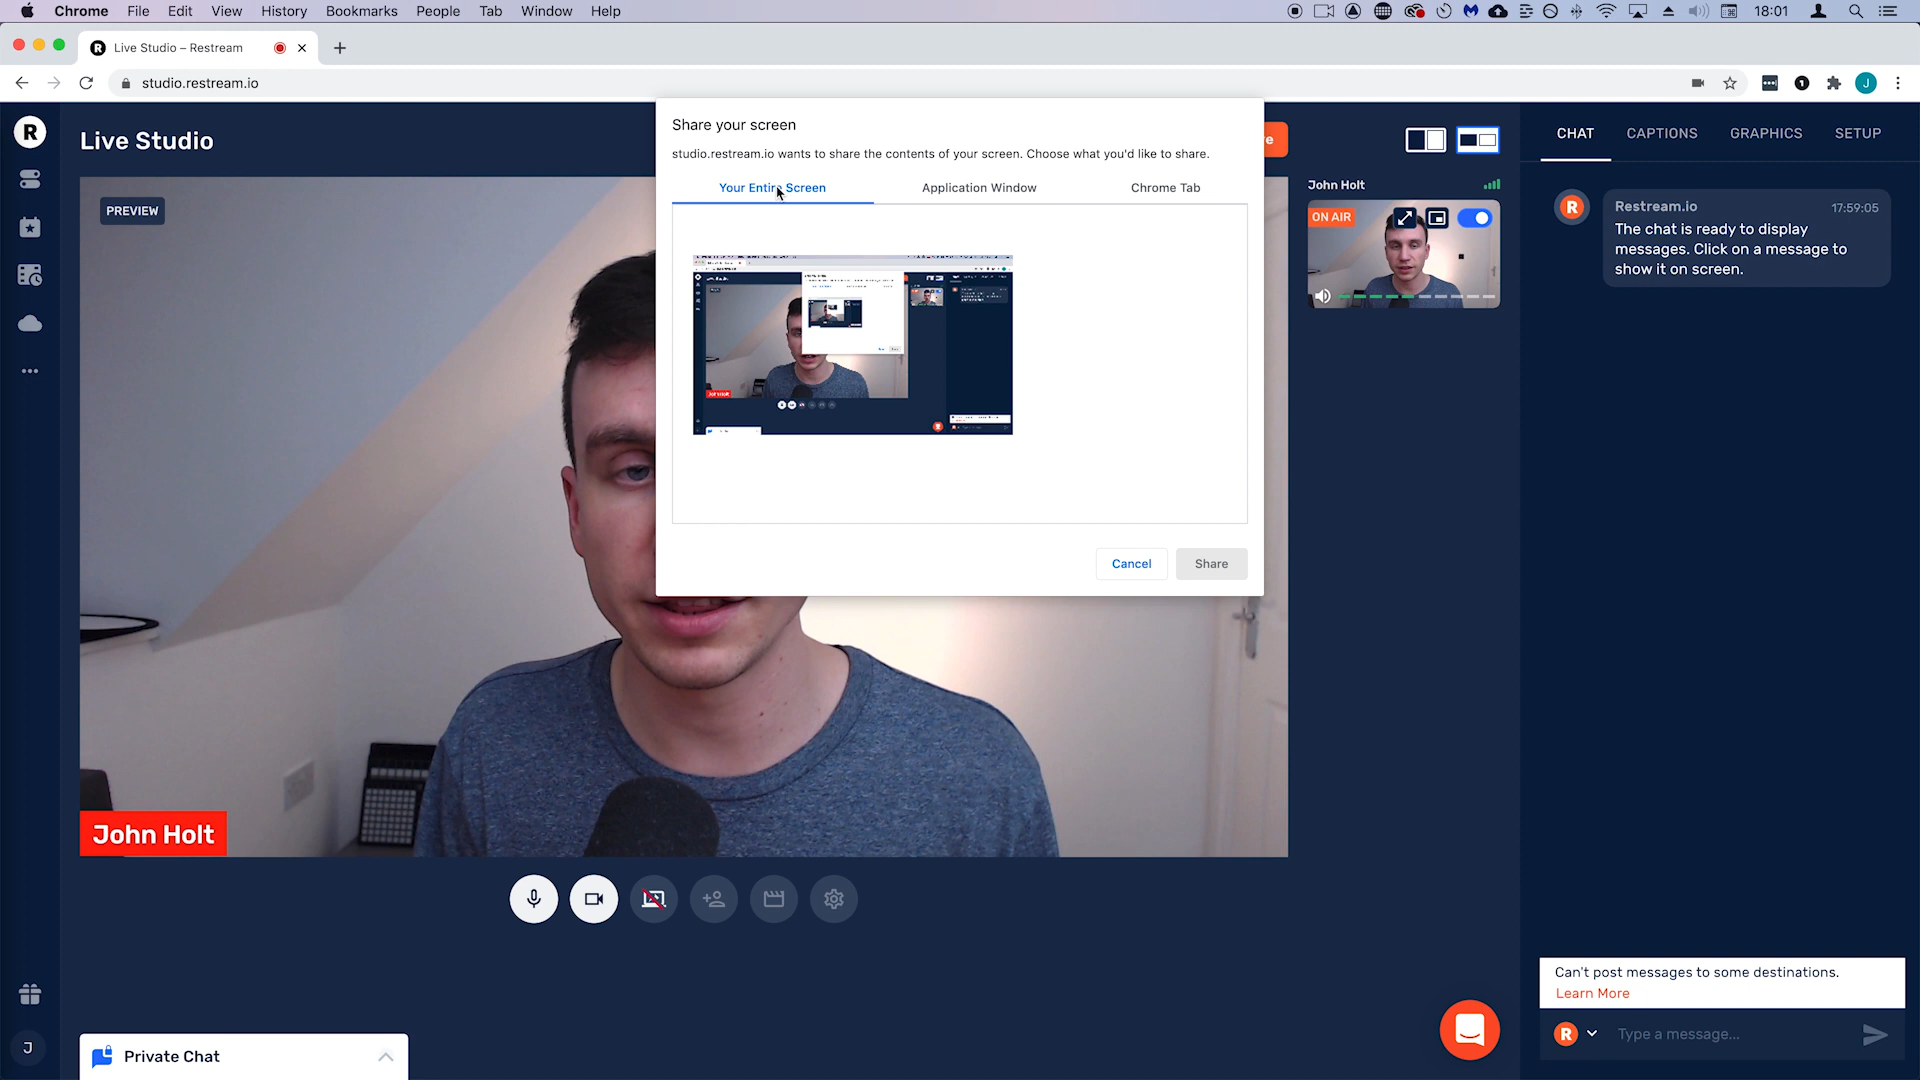 Chrome File Edit View History Bookmarks People Tab Window Help 18:01
Live Studio – Restream
studio.restream.io
J
R
Live Studio
PREVIEW
Share your screen
studio.restream.io wants to share the contents of your screen. Choose what you'd like to share.
Your Entire Screen Application Window Chrome Tab
Cancel Share
John Holt
ON AIR
CHAT CAPTIONS GRAPHICS SETUP
R
Restream.io 17:59:05
The chat is ready to display
messages. Click on a message to
show it on screen.
John Holt
Can't post messages to some destinations.
Learn More
R Type a message...
J
Private Chat